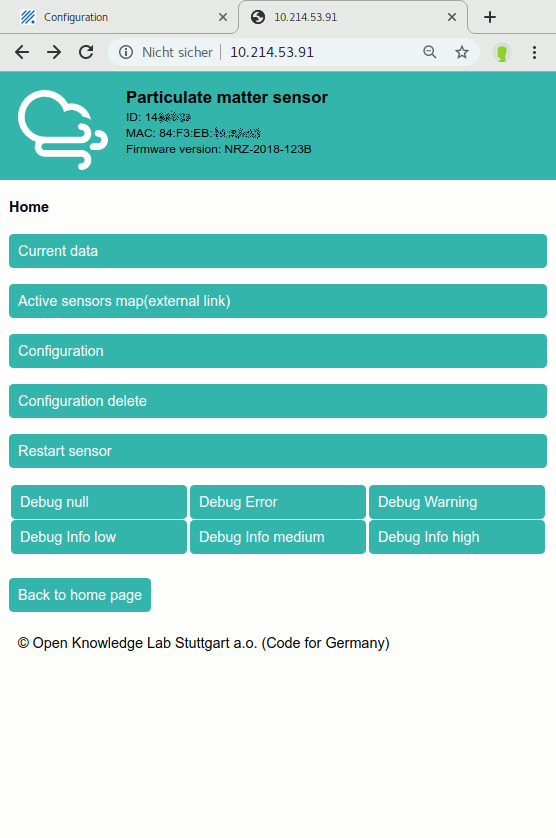 Configuration
10.214.53.91
Nicht sicher
10.214.53.91
Particulate matter sensor
ID: 14
MAC: 84:F3:EB:
Firmware version: NRZ-2018-123B
Home
Current data
Active sensors map(external link)
Configuration
Configuration delete
Restart sensor
Debug null Debug Error Debug Warning
Debug Info low Debug Info medium Debug Info high
Back to home page
© Open Knowledge Lab Stuttgart a.o. (Code for Germany)